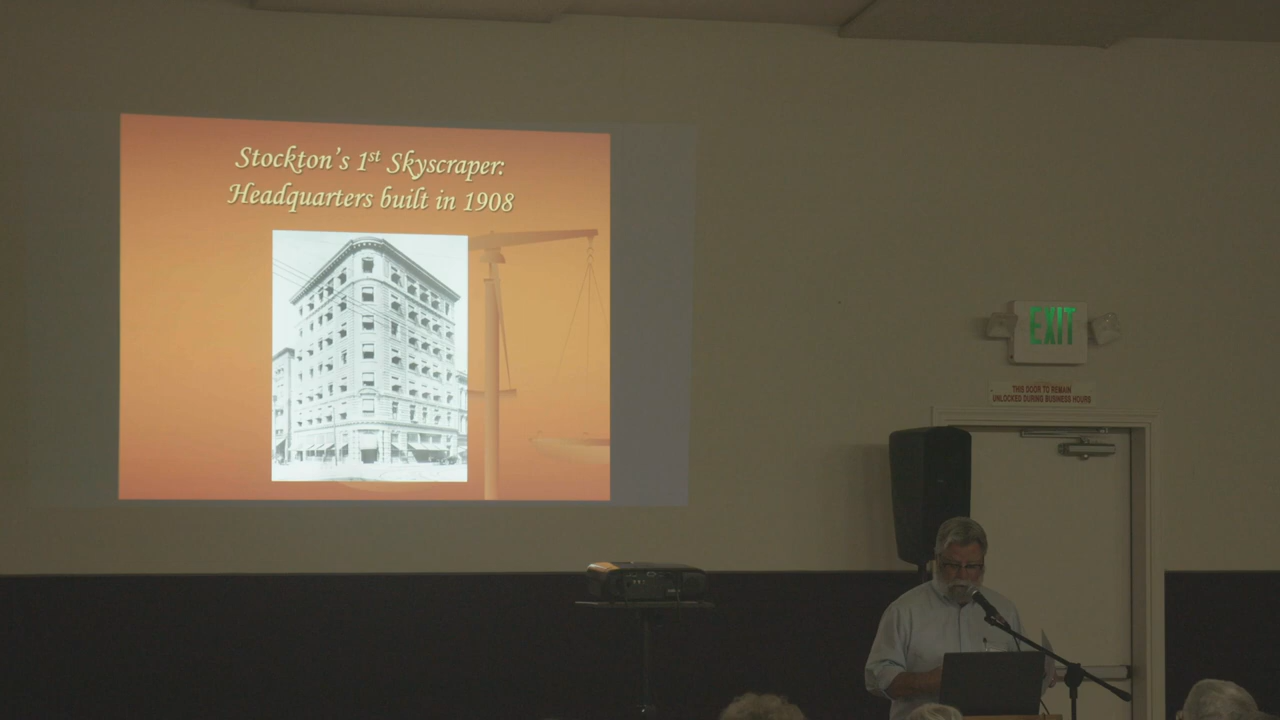 Stockton's 1st Skyscraper:
Headquarters built in 1908
EXIT
THIS DOOR TO REMAIN
UNLOCKED DURING BUSINESS HOURS